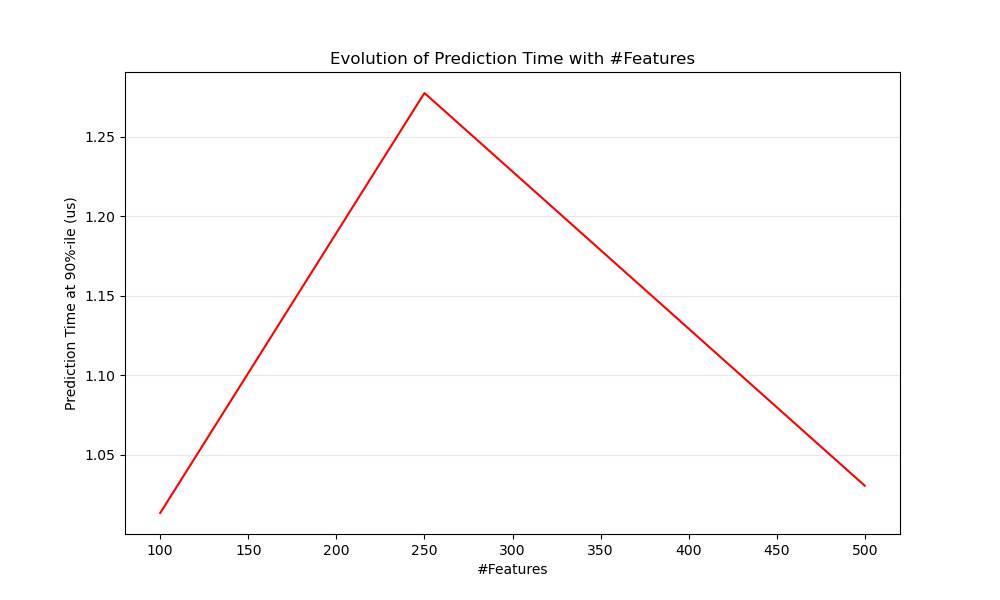 Evolution of Prediction Time with #Features
Prediction Time at 90%-ile (us)
1.25
1.20
1.15
1.10
1.05
100 150 200 250 300 350 400 450 500
#Features